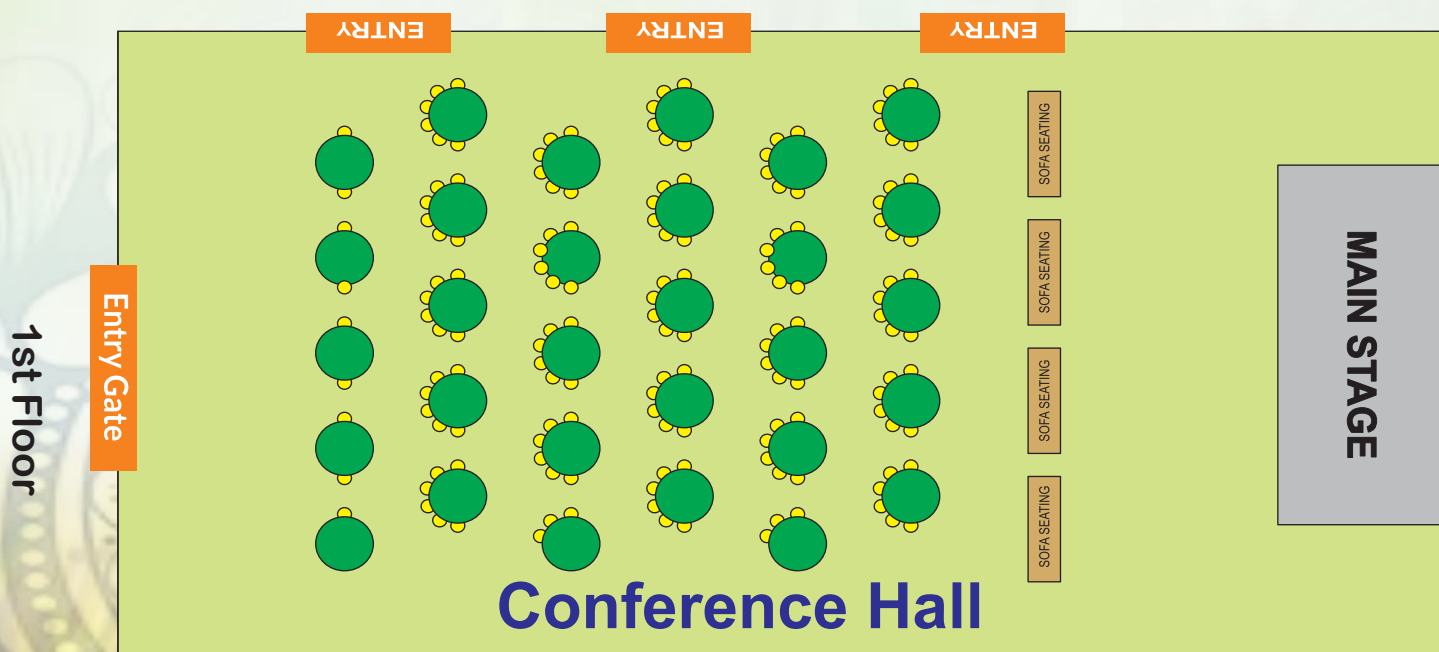 ENTRY
ENTRY
ENTRY
SOFA SEATING
SOFA SEATING
SOFA SEATING
SOFA SEATING
MAIN STAGE
Entry Gate
1st Floor
Conference Hall